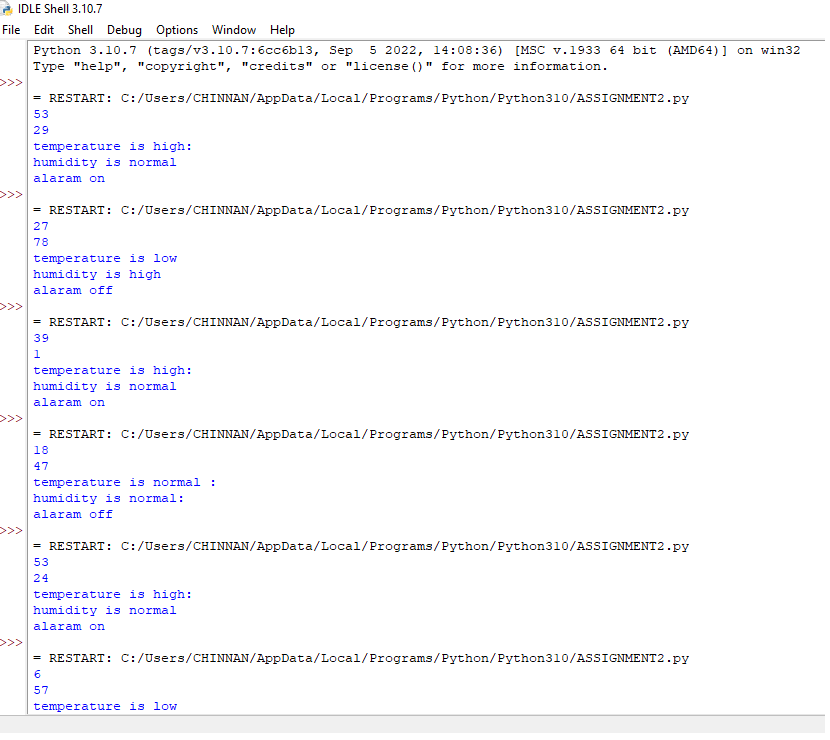 IDLE Shell 3.10.7
File Edit Shell Debug Options Window Help
Python 3.10.7 (tags/v3.10.7:6cc6b13, Sep  5 2022, 14:08:36) [MSC v.1933 64 bit (AMD64)] on win32
Type "help", "copyright", "credits" or "license()" for more information.
>>>
= RESTART: C:/Users/CHINNAN/AppData/Local/Programs/Python/Python310/ASSIGNMENT2.py
53
29
temperature is high:
humidity is normal
alaram on
>>>
= RESTART: C:/Users/CHINNAN/AppData/Local/Programs/Python/Python310/ASSIGNMENT2.py
27
78
temperature is low
humidity is high
alaram off
>>>
= RESTART: C:/Users/CHINNAN/AppData/Local/Programs/Python/Python310/ASSIGNMENT2.py
39
1
temperature is high:
humidity is normal
alaram on
>>>
= RESTART: C:/Users/CHINNAN/AppData/Local/Programs/Python/Python310/ASSIGNMENT2.py
18
47
temperature is normal :
humidity is normal:
alaram off
>>>
= RESTART: C:/Users/CHINNAN/AppData/Local/Programs/Python/Python310/ASSIGNMENT2.py
53
24
temperature is high:
humidity is normal
alaram on
>>>
= RESTART: C:/Users/CHINNAN/AppData/Local/Programs/Python/Python310/ASSIGNMENT2.py
6
57
temperature is low